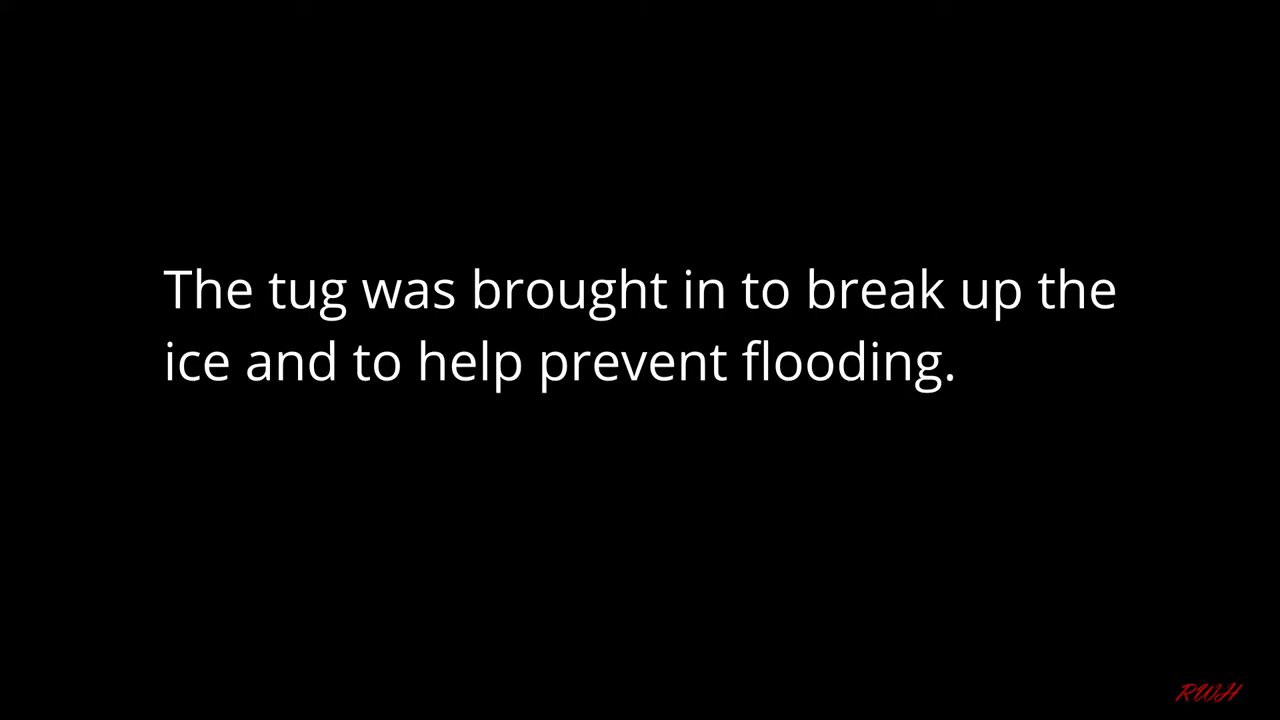 The tug was brought in to break up the
ice and to help prevent flooding.
RWH